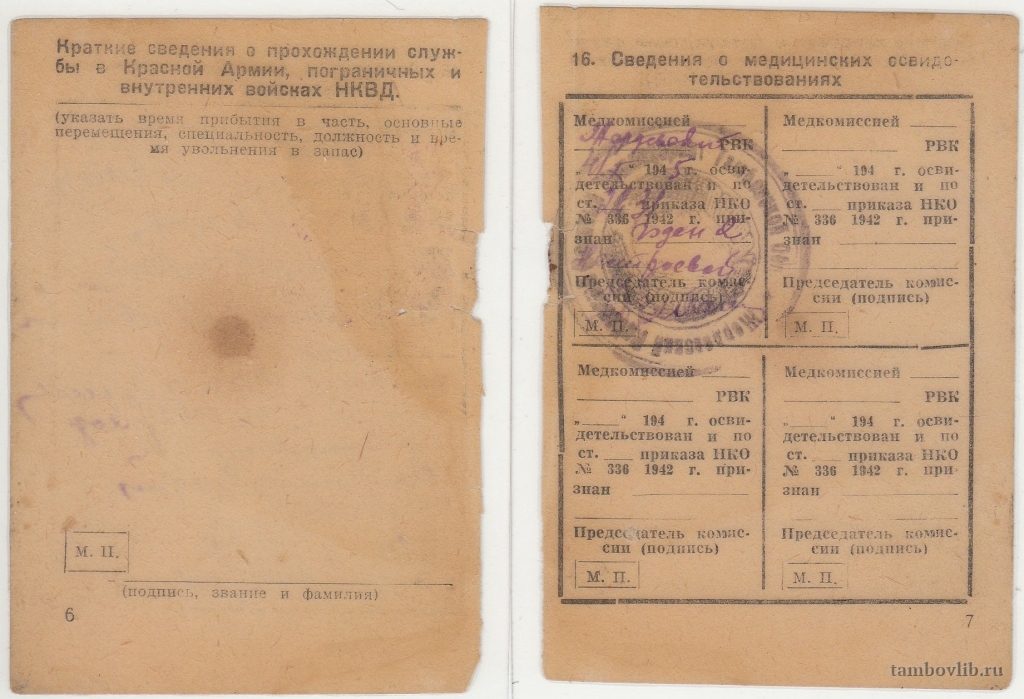 Краткие сведения о прохождении служ-
бы в Красной Армии, пограничных и
внутренних войсках НКВД.
(указать время прибытия в часть, основные
перемещения, специальность, должность и вре-
мя увольнения в запас)
М. П.
(подпись, звание и фамилия)
6
16. Сведения о медицинских освиде-
тельствованиях
Медкомиссией
РВК
" 194 5 г. осви-
детельствован и по
ст. приказа НКО
№ 336 1942 г. при-
знан Годен
Председатель комис-
сии (подпись)
М. П.
Медкомиссией
РВК
„ " 194 г. осви-
детельствован и по
ст. приказа НКО
№ 336 1942 г. при-
знан
Председатель комис-
сии (подпись)
М. П.
Медкомиссией
РВК
„ " 194 г. осви-
детельствован и по
ст. приказа НКО
№ 336 1942 г. при-
знан
Председатель комис-
сии (подпись)
М. П.
Медкомиссией
РВК
„ " 194 г. осви-
детельствован и по
ст. приказа НКО
№ 336 1942 г. при-
знан
Председатель комис-
сии (подпись)
М. П.
7
tambovlib.ru